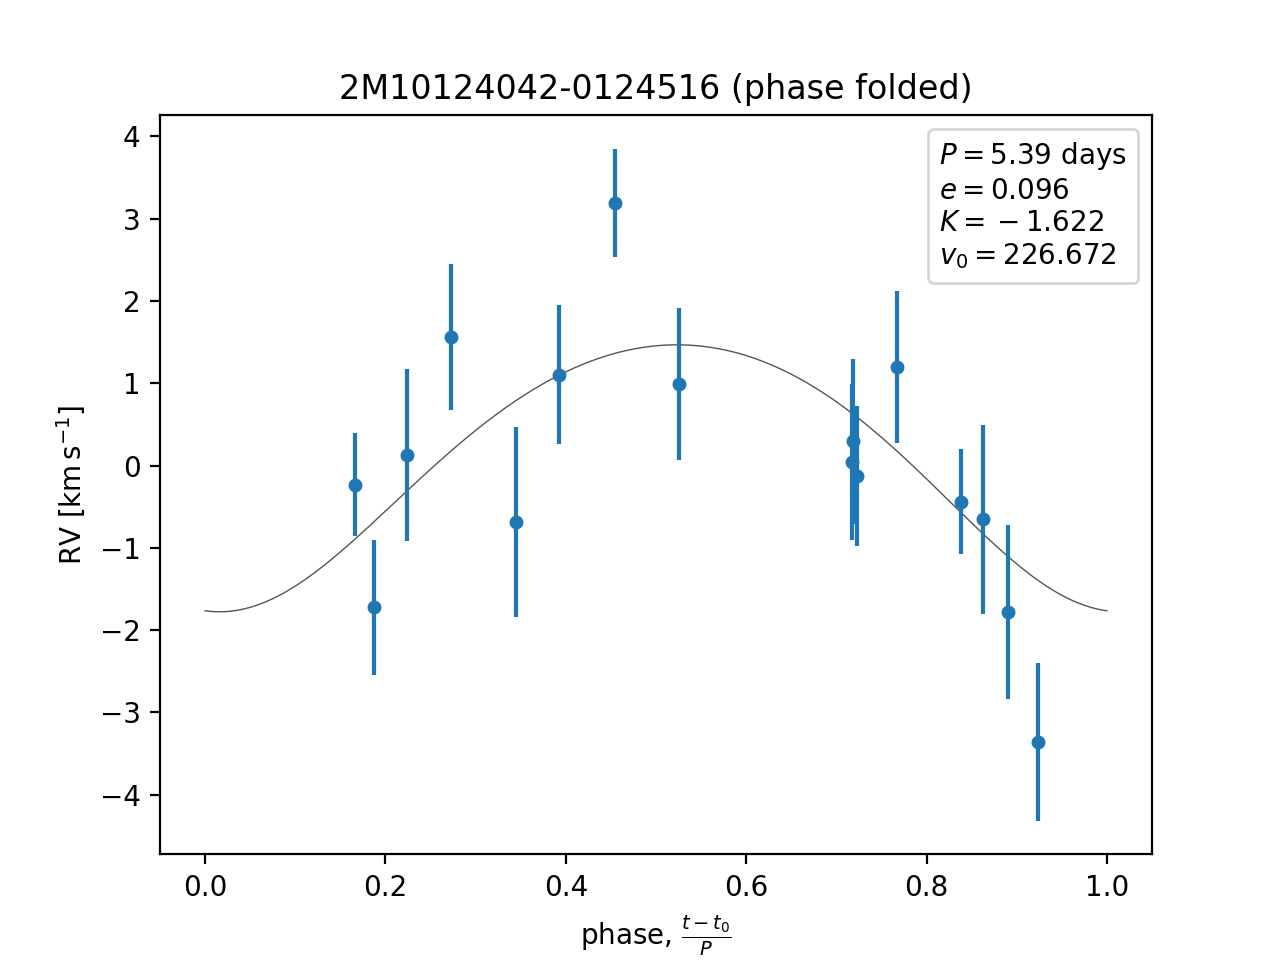 2M10124042-0124516 (phase folded)
P = 5.39 days
e = 0.096
K = −1.622
v₀ = 226.672
4
3
2
1
0
−1
−2
−3
−4
RV [km s⁻¹]
0.0 0.2 0.4 0.6 0.8 1.0
phase, (t − t₀)/P